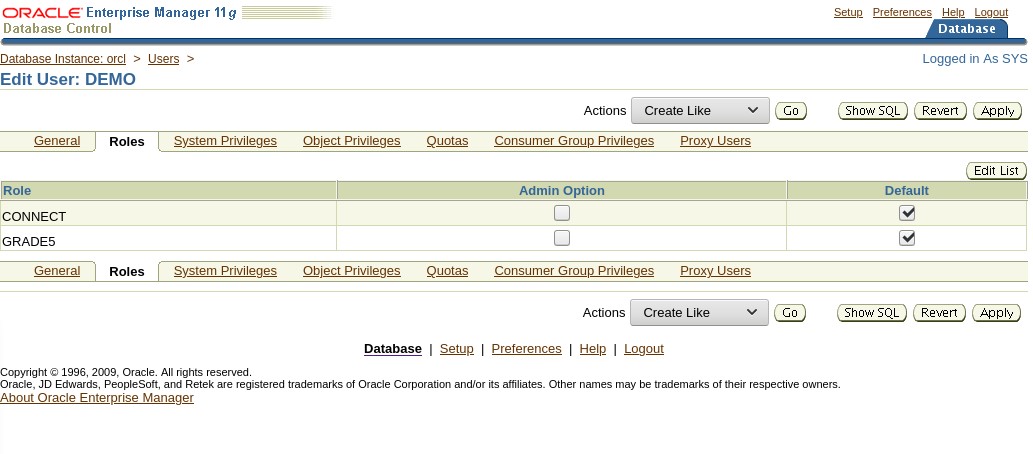 ORACLE Enterprise Manager 11g
Setup Preferences Help Logout
Database Control
Database
Database Instance: orcl > Users >
Logged in As SYS
Edit User: DEMO
Actions Create Like Go Show SQL Revert Apply
General Roles System Privileges Object Privileges Quotas Consumer Group Privileges Proxy Users
Edit List
Role Admin Option Default
CONNECT
GRADE5
General Roles System Privileges Object Privileges Quotas Consumer Group Privileges Proxy Users
Actions Create Like Go Show SQL Revert Apply
Database | Setup | Preferences | Help | Logout
Copyright © 1996, 2009, Oracle. All rights reserved.
Oracle, JD Edwards, PeopleSoft, and Retek are registered trademarks of Oracle Corporation and/or its affiliates. Other names may be trademarks of their respective owners.
About Oracle Enterprise Manager